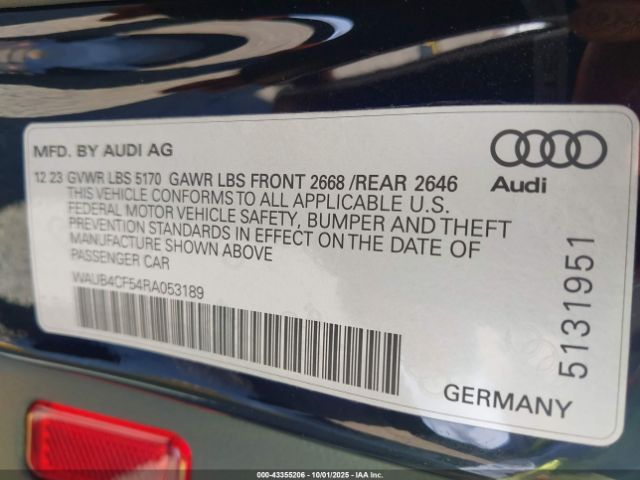 MFD. BY AUDI AG
12 23 GVWR LBS 5170 GAWR LBS FRONT 2668 /REAR 2646
THIS VEHICLE CONFORMS TO ALL APPLICABLE U.S.
FEDERAL MOTOR VEHICLE SAFETY, BUMPER AND THEFT
PREVENTION STANDARDS IN EFFECT ON THE DATE OF
MANUFACTURE SHOWN ABOVE
PASSENGER CAR
WAUB4CF54RA053189
Audi
5131951
GERMANY
000-43355206 - 10/01/2025 - IAAI Inc.